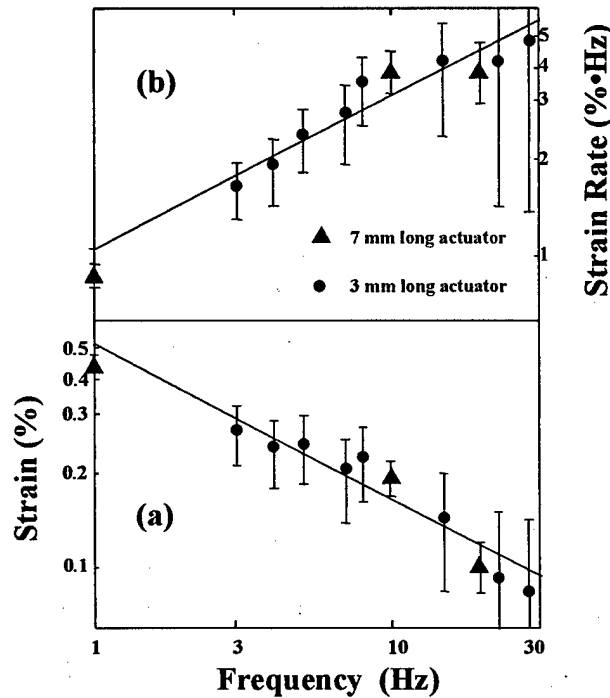 (b)
5
4
3
2
1
Strain Rate (%•Hz)
7 mm long actuator
3 mm long actuator
0.5
0.4
0.3
0.2
0.1
Strain (%)
(a)
1
3
10
30
Frequency (Hz)